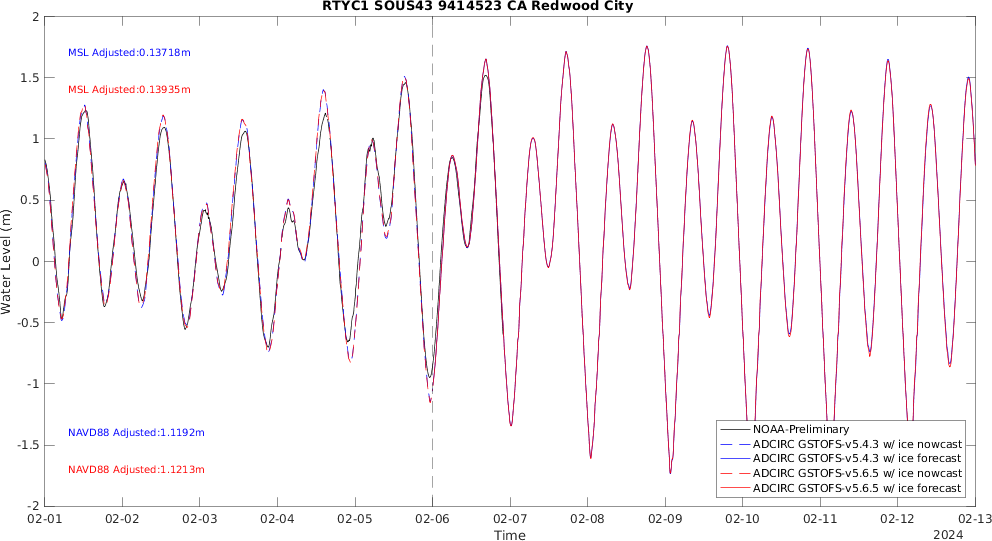 RTYC1 SOUS43 9414523 CA Redwood City
2
1.5
1
0.5
0
-0.5
-1
-1.5
-2
Water Level (m)
MSL Adjusted:0.13718m
MSL Adjusted:0.13935m
NAVD88 Adjusted:1.1192m
NAVD88 Adjusted:1.1213m
NOAA-Preliminary
ADCIRC GSTOFS-v5.4.3 w/ ice nowcast
ADCIRC GSTOFS-v5.4.3 w/ ice forecast
ADCIRC GSTOFS-v5.6.5 w/ ice nowcast
ADCIRC GSTOFS-v5.6.5 w/ ice forecast
02-01 02-02 02-03 02-04 02-05 02-06 02-07 02-08 02-09 02-10 02-11 02-12 02-13
Time
2024